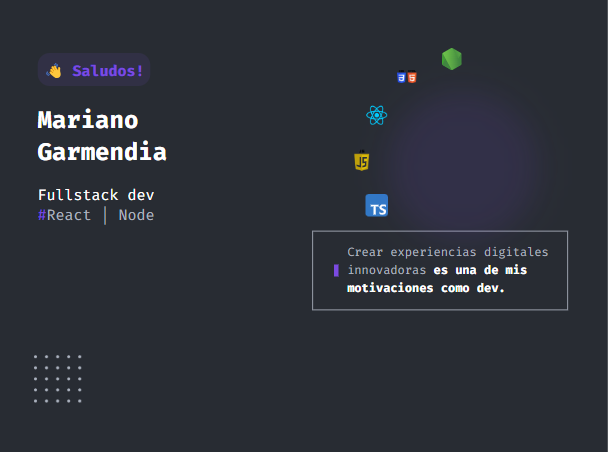 👋 Saludos!
Mariano
Garmendia
Fullstack dev
#React | Node
JS
TS
Crear experiencias digitales
innovadoras es una de mis
motivaciones como dev.